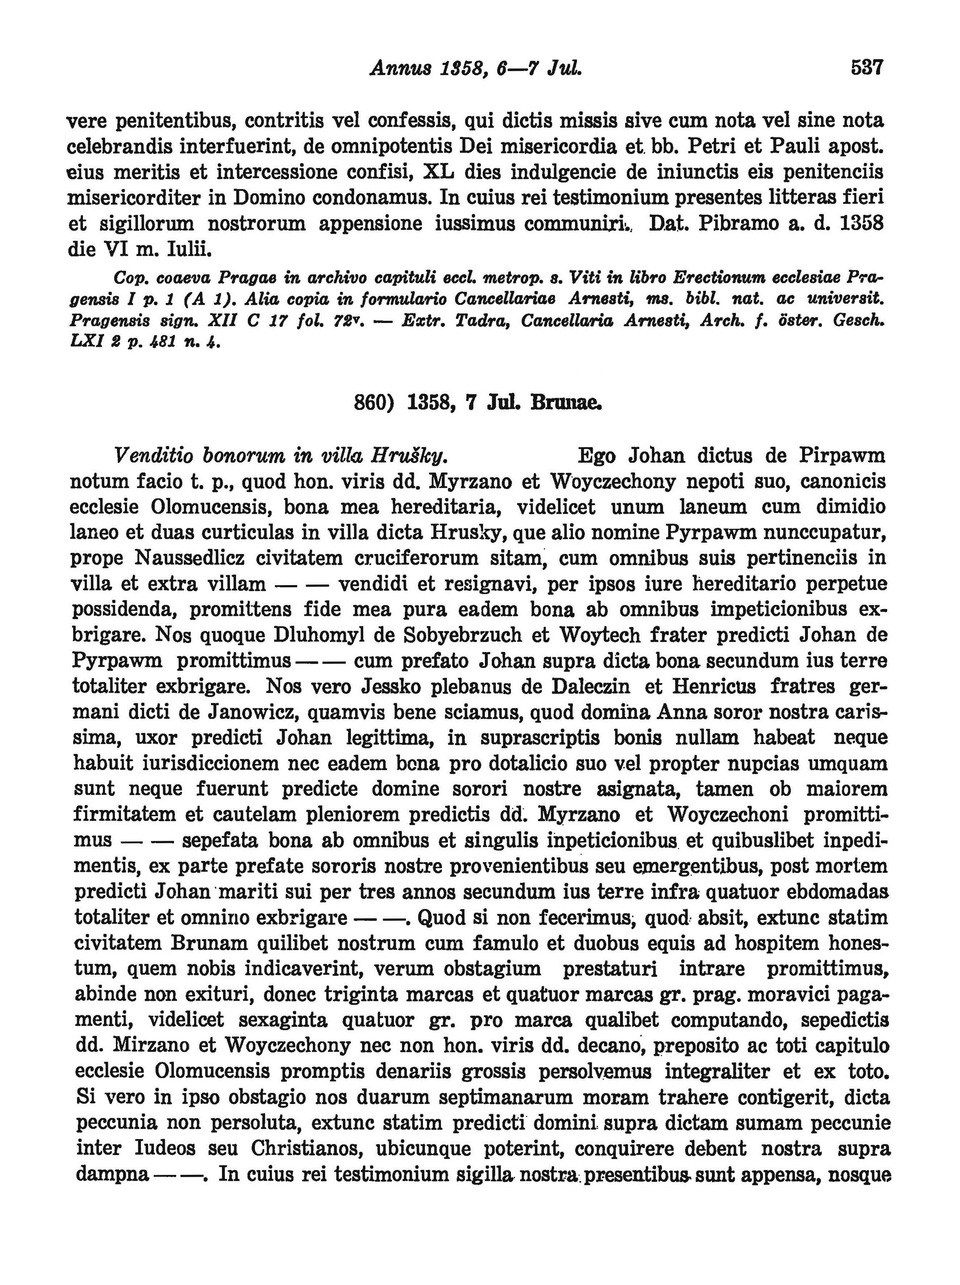 Annus 1358, 6—7 Jul. 537
vere penitentibus, contritis vel confessis, qui dictis missis sive cum nota vel sine nota
celebrandis interfuerint, de omnipotentis Dei misericordia et bb. Petri et Pauli apost.
eius meritis et intercessione confisi, XL dies indulgencie de iniunctis eis penitenciis
misericorditer in Domino condonamus. In cuius rei testimonium presentes litteras fieri
et sigillorum nostrorum appensione iussimus communiri. Dat. Pibramo a. d. 1358
die VI m. Iulii.
Cop. coaeva Pragae in archivo capituli eccl. metrop. s. Viti in libro Erectionum ecclesiae Pra-
gensis I p. 1 (A 1). Alia copia in formulario Cancellariae Arnesti, ms. bibl. nat. ac universit.
Pragensis sign. XII C 17 fol. 72v. — Extr. Tadra, Cancellaria Arnesti, Arch. f. öster. Gesch.
LXI 2 p. 481 n. 4.
860) 1358, 7 Jul. Brunae.
Venditio bonorum in villa Hrušky. Ego Johan dictus de Pirpawm
notum facio t. p., quod hon. viris dd. Myrzano et Woyczechony nepoti suo, canonicis
ecclesie Olomucensis, bona mea hereditaria, videlicet unum laneum cum dimidio
laneo et duas curticulas in villa dicta Hrusky, que alio nomine Pyrpawm nunccupatur,
prope Naussedlicz civitatem cruciferorum sitam, cum omnibus suis pertinenciis in
villa et extra villam — — vendidi et resignavi, per ipsos iure hereditario perpetue
possidenda, promittens fide mea pura eadem bona ab omnibus impeticionibus ex-
brigare. Nos quoque Dluhomyl de Sobyebrzuch et Woytech frater predicti Johan de
Pyrpawm promittimus — — cum prefato Johan supra dicta bona secundum ius terre
totaliter exbrigare. Nos vero Jessko plebanus de Daleczin et Henricus fratres ger-
mani dicti de Janowicz, quamvis bene sciamus, quod domina Anna soror nostra caris-
sima, uxor predicti Johan legittima, in suprascriptis bonis nullam habeat neque
habuit iurisdiccionem nec eadem bona pro dotalicio suo vel propter nupcias umquam
sunt neque fuerunt predicte domine sorori nostre asignata, tamen ob maiorem
firmitatem et cautelam pleniorem predictis dd. Myrzano et Woyczechoni promitti-
mus — — sepefata bona ab omnibus et singulis inpeticionibus et quibuslibet inpedi-
mentis, ex parte prefate sororis nostre provenientibus seu emergentibus, post mortem
predicti Johan mariti sui per tres annos secundum ius terre infra quatuor ebdomadas
totaliter et omnino exbrigare — —. Quod si non fecerimus, quod absit, extunc statim
civitatem Brunam quilibet nostrum cum famulo et duobus equis ad hospitem hones-
tum, quem nobis indicaverint, verum obstagium prestaturi intrare promittimus,
abinde non exituri, donec triginta marcas et quatuor marcas gr. prag. moravici paga-
menti, videlicet sexaginta quatuor gr. pro marca qualibet computando, sepedictis
dd. Mirzano et Woyczechony nec non hon. viris dd. decano, preposito ac toti capitulo
ecclesie Olomucensis promptis denariis grossis persolvemus integraliter et ex toto.
Si vero in ipso obstagio nos duarum septimanarum moram trahere contigerit, dicta
peccunia non persoluta, extunc statim predicti domini supra dictam sumam peccunie
inter Iudeos seu Christianos, ubicunque poterint, conquirere debent nostra supra
dampna — —. In cuius rei testimonium sigilla nostra presentibus sunt appensa, nosque